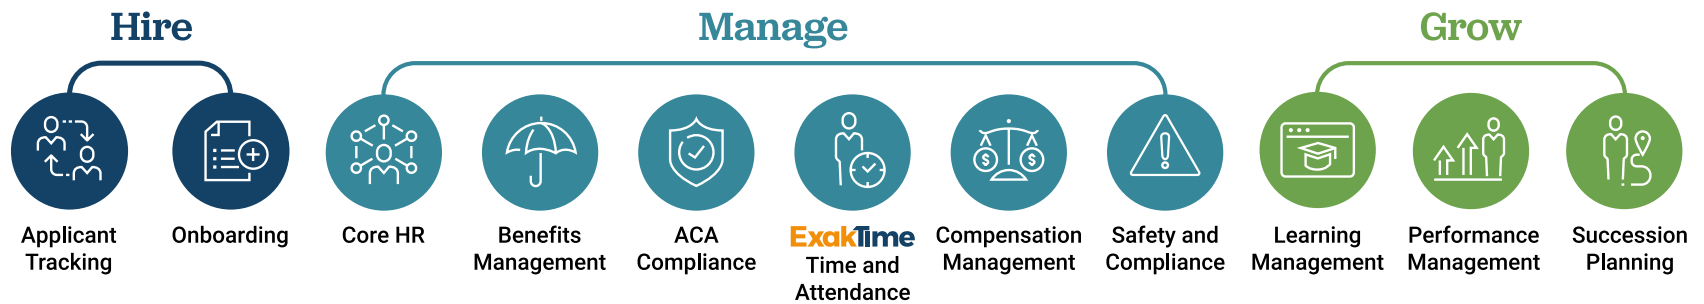 Hire
Applicant
Tracking
Onboarding
Manage
Core HR
Benefits
Management
ACA
Compliance
ExakTime
Time and
Attendance
Compensation
Management
Safety and
Compliance
Grow
Learning
Management
Performance
Management
Succession
Planning